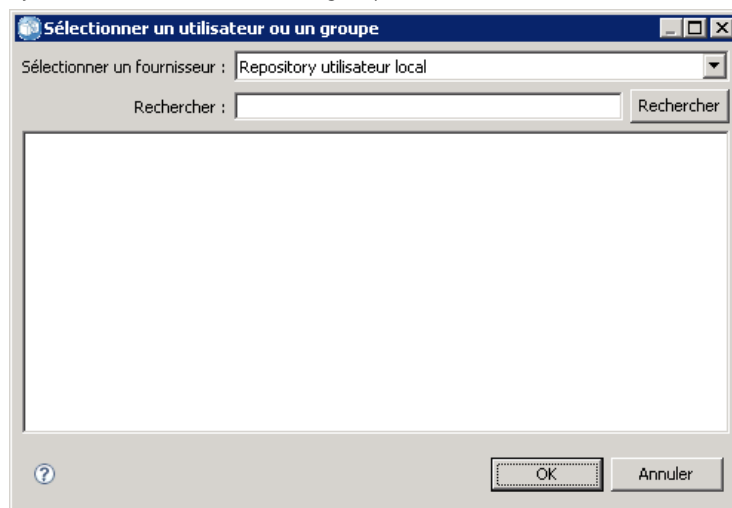 Sélectionner un utilisateur ou un groupe
Sélectionner un fournisseur : Repository utilisateur local
Rechercher : Rechercher
? OK Annuler